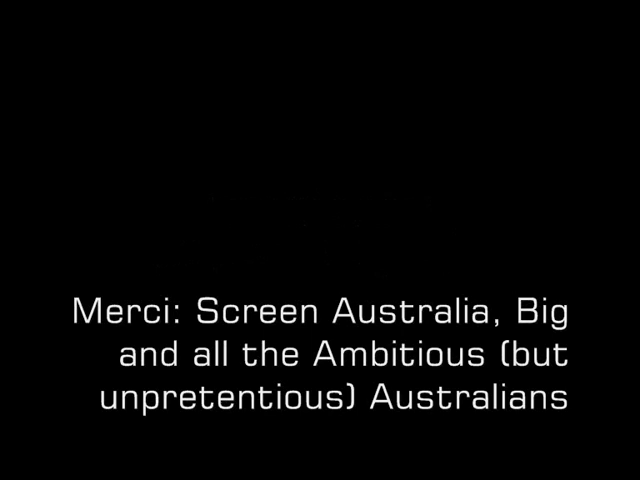 Merci: Screen Australia, Big
and all the Ambitious (but
unpretentious) Australians